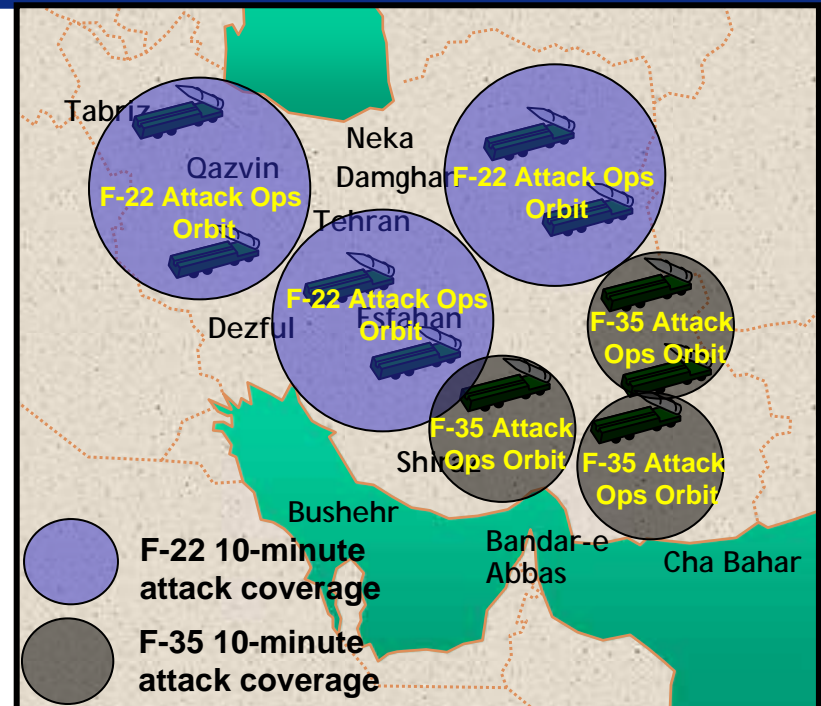 Tabriz
Neka
Qazvin
Damghan
F-22 Attack Ops
Orbit
F-22 Attack Ops
Orbit
Tehran
F-22 Attack Ops
Orbit
Dezful
Esfahan
F-35 Attack
Ops Orbit
F-35 Attack
Ops Orbit
Shiraz
F-35 Attack
Ops Orbit
Bushehr
Bandar-e
Abbas
Cha Bahar
F-22 10-minute
attack coverage
F-35 10-minute
attack coverage